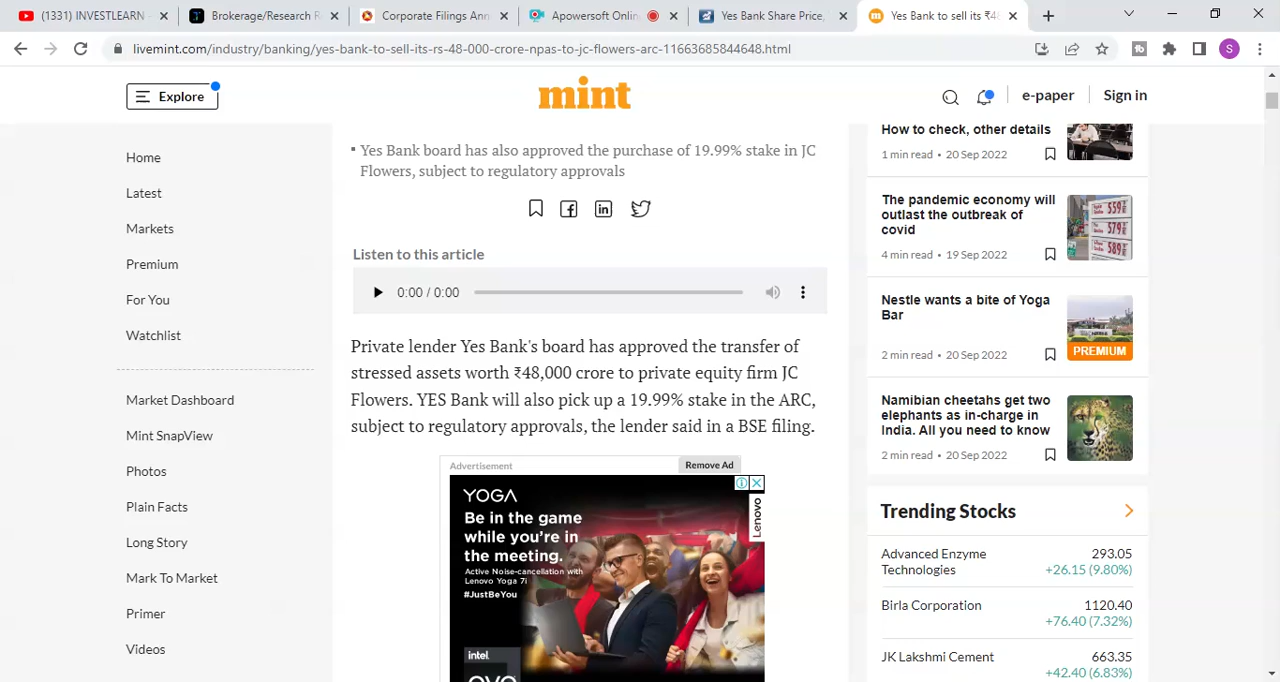 (1331) INVESTLEARN -
Brokerage/Research R
Corporate Filings Ann
Apowersoft Onlin
Yes Bank Share Price,
Yes Bank to sell its ₹48
livemint.com/industry/banking/yes-bank-to-sell-its-rs-48-000-crore-npas-to-jc-flowers-arc-11663685844648.html
S
Explore
mint
e-paper
Sign in
Home
Latest
Markets
Premium
For You
Watchlist
Market Dashboard
Mint SnapView
Photos
Plain Facts
Long Story
Mark To Market
Primer
Videos
Yes Bank board has also approved the purchase of 19.99% stake in JC
Flowers, subject to regulatory approvals
Listen to this article
0:00 / 0:00
Private lender Yes Bank's board has approved the transfer of
stressed assets worth ₹48,000 crore to private equity firm JC
Flowers. YES Bank will also pick up a 19.99% stake in the ARC,
subject to regulatory approvals, the lender said in a BSE filing.
Advertisement
Remove Ad
YOGA
Be in the game
while you're in
the meeting.
Active Noise-cancellation with
Lenovo Yoga 7i
#JustBeYou
Lenovo
intel.
How to check, other details
1 min read • 20 Sep 2022
The pandemic economy will
outlast the outbreak of
covid
4 min read • 19 Sep 2022
559
579
589
Nestle wants a bite of Yoga
Bar
2 min read • 20 Sep 2022
PREMIUM
Namibian cheetahs get two
elephants as in-charge in
India. All you need to know
2 min read • 20 Sep 2022
Trending Stocks
Advanced Enzyme
Technologies
293.05
+26.15 (9.80%)
Birla Corporation
1120.40
+76.40 (7.32%)
JK Lakshmi Cement
663.35
+42.40 (6.83%)